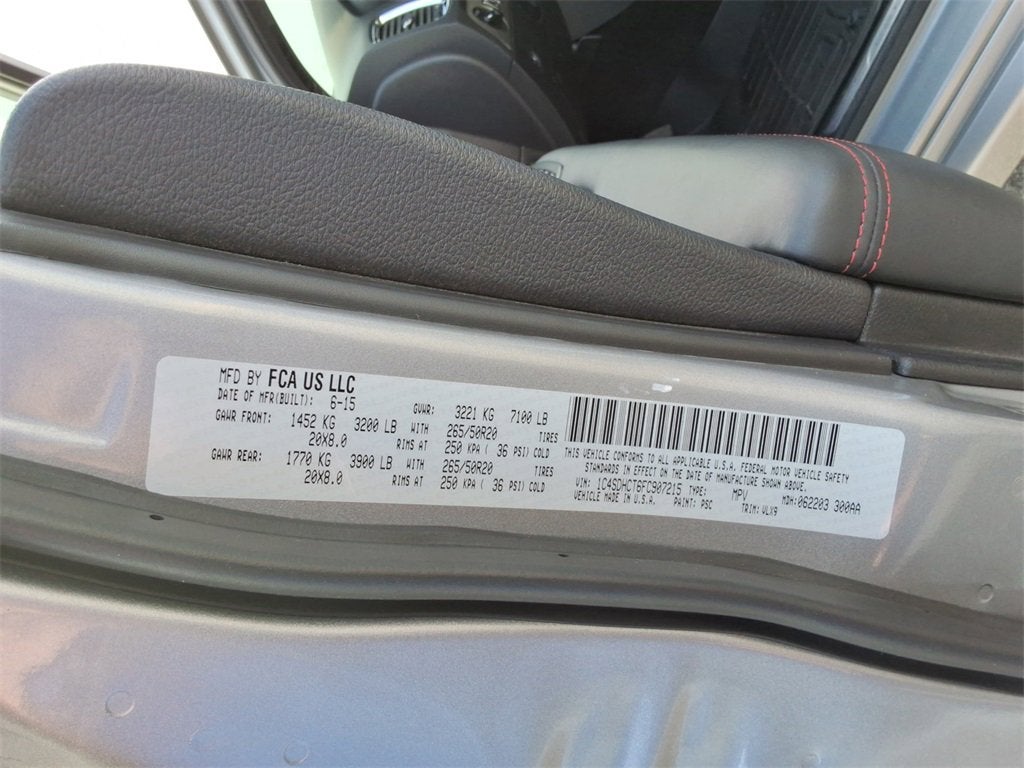 MFD BY FCA US LLC
DATE OF MFR(BUILT): 6-15 GVWR: 3221 KG 7100 LB
GAWR FRONT: 1452 KG 3200 LB WITH 265/50R20 TIRES
20X8.0 RIMS AT 250 KPA ( 36 PSI) COLD
GAWR REAR: 1770 KG 3900 LB WITH 265/50R20 TIRES
20X8.0 RIMS AT 250 KPA ( 36 PSI) COLD
THIS VEHICLE CONFORMS TO ALL APPLICABLE U.S.A. FEDERAL MOTOR VEHICLE SAFETY
STANDARDS IN EFFECT ON THE DATE OF MANUFACTURE SHOWN ABOVE.
VIN: 1C4SDHCT6FC907215 TYPE: MPV MDH:062203 300AA
VEHICLE MADE IN U.S.A. PAINT: PSC TRIM: VLX9